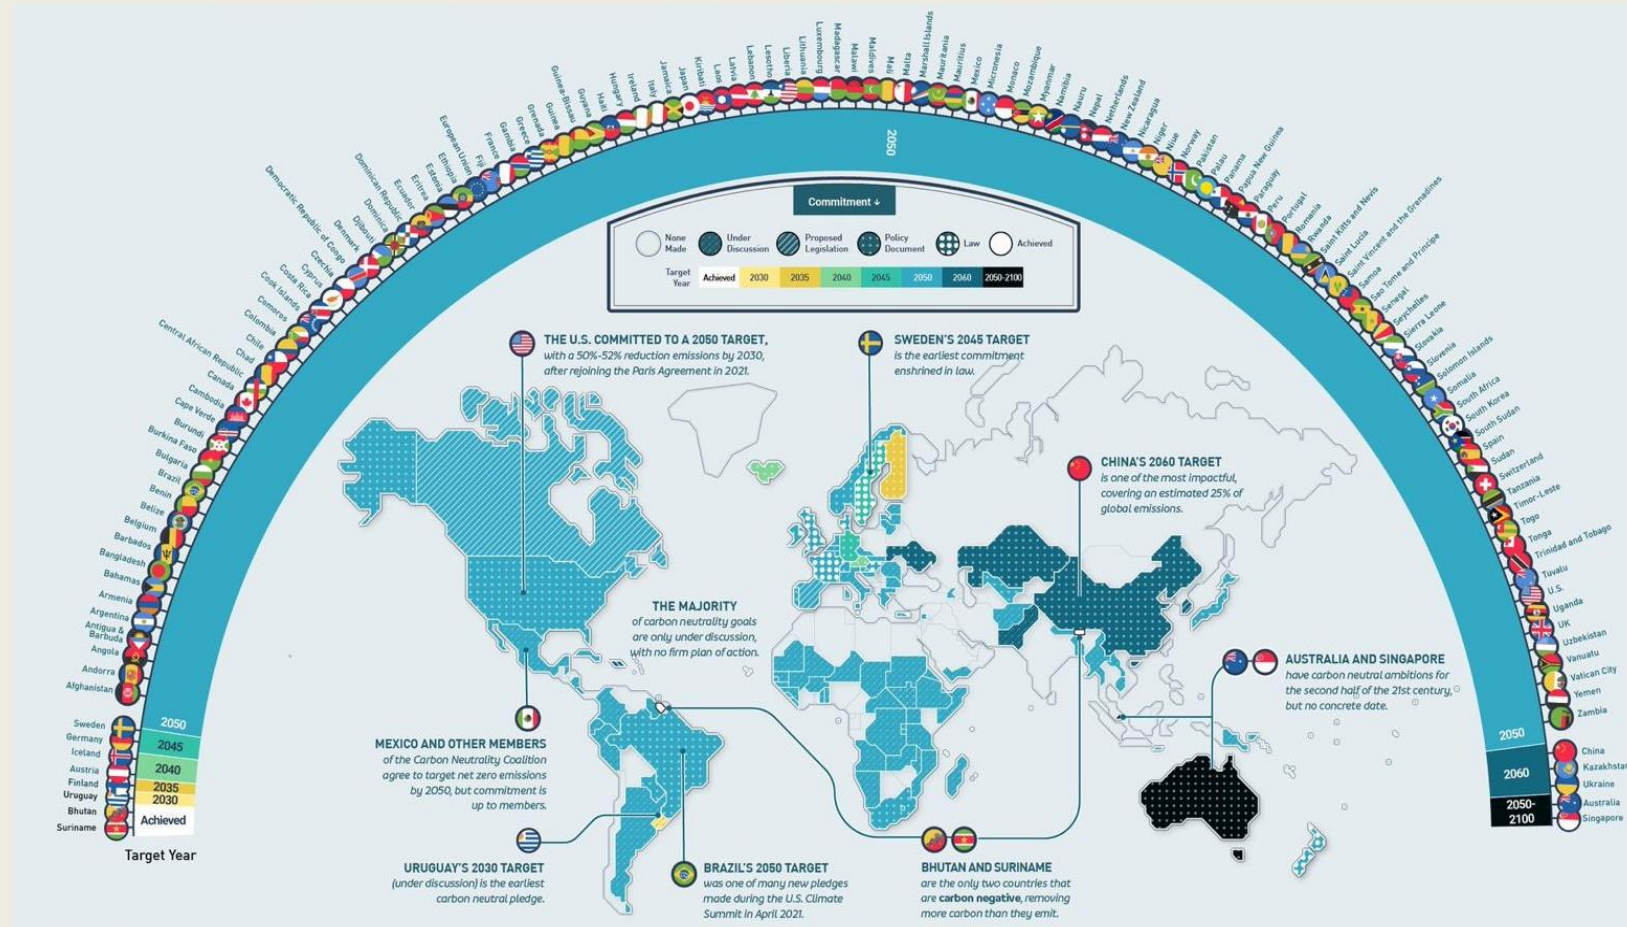 Suriname
Bhutan
Uruguay
Finland
Austria
Iceland
Germany
Sweden
Afghanistan
Andorra
Angola
Antigua &
Barbuda
Argentina
Armenia
Bahamas
Bangladesh
Barbados
Belgium
Belize
Benin
Brazil
Bulgaria
Burkina Faso
Burundi
Cape Verde
Cambodia
Canada
Central African Republic
Chad
Chile
Colombia
Comoros
Cook Islands
Costa Rica
Cyprus
Czechia
Democratic Republic of Congo
Denmark
Djibouti
Dominica
Dominican Republic
Ecuador
Eritrea
Estonia
Ethiopia
European Union
Fiji
France
Gambia
Greece
Grenada
Guinea
Guinea-Bissau
Guyana
Haiti
Hungary
Ireland
Italy
Jamaica
Japan
Kiribati
Laos
Latvia
Lebanon
Lesotho
Liberia
Lithuania
Luxembourg
Madagascar
Malawi
Maldives
Mali
Malta
Marshall Islands
Mauritania
Mauritius
Mexico
Micronesia
Monaco
Mozambique
Myanmar
Namibia
Nauru
Nepal
Netherlands
New Zealand
Nicaragua
Niger
Niue
Norway
Pakistan
Palau
Panama
Papua New Guinea
Paraguay
Peru
Portugal
Romania
Rwanda
Saint Kitts and Nevis
Saint Lucia
Saint Vincent and the Grenadines
Samoa
Sao Tome and Principe
Senegal
Seychelles
Sierra Leone
Slovakia
Slovenia
Solomon Islands
Somalia
South Africa
South Korea
South Sudan
Spain
Sudan
Switzerland
Tanzania
Timor-Leste
Togo
Tonga
Trinidad and Tobago
Tuvalu
U.S.
Uganda
UK
Uzbekistan
Vanuatu
Vatican City
Yemen
Zambia
China
Kazakhstan
Ukraine
Australia
Singapore
2050
2050
2045
2040
2035
2030
Achieved
Target Year
2050
2060
2050-
2100
Commitment ↓
None
Made
Under
Discussion
Proposed
Legislation
Policy
Document
Law
Achieved
Target
Year
Achieved 2030 2035 2040 2045 2050 2060 2050-2100
THE U.S. COMMITTED TO A 2050 TARGET,
with a 50%-52% reduction emissions by 2030,
after rejoining the Paris Agreement in 2021.
SWEDEN'S 2045 TARGET
is the earliest commitment
enshrined in law.
CHINA'S 2060 TARGET
is one of the most impactful,
covering an estimated 25% of
global emissions.
THE MAJORITY
of carbon neutrality goals
are only under discussion,
with no firm plan of action.
AUSTRALIA AND SINGAPORE
have carbon neutral ambitions for
the second half of the 21st century,
but no concrete date.
MEXICO AND OTHER MEMBERS
of the Carbon Neutrality Coalition
agree to target net zero emissions
by 2050, but commitment is
up to members.
URUGUAY'S 2030 TARGET
(under discussion) is the earliest
carbon neutral pledge.
BRAZIL'S 2050 TARGET
was one of many new pledges
made during the U.S. Climate
Summit in April 2021.
BHUTAN AND SURINAME
are the only two countries that
are carbon negative, removing
more carbon than they emit.